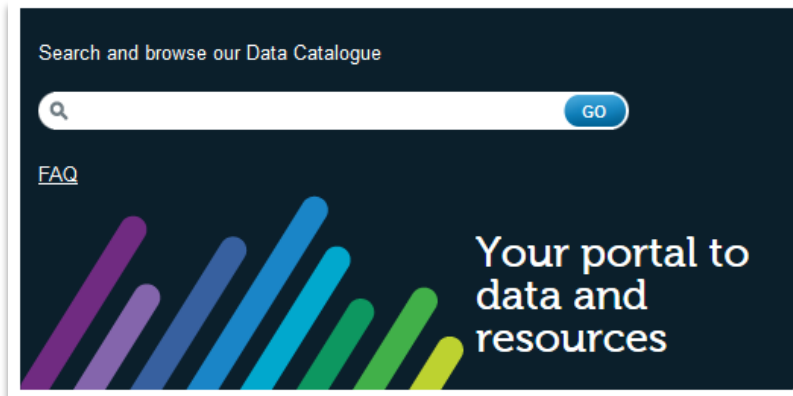 Search and browse our Data Catalogue
GO
FAQ
Your portal to
data and
resources